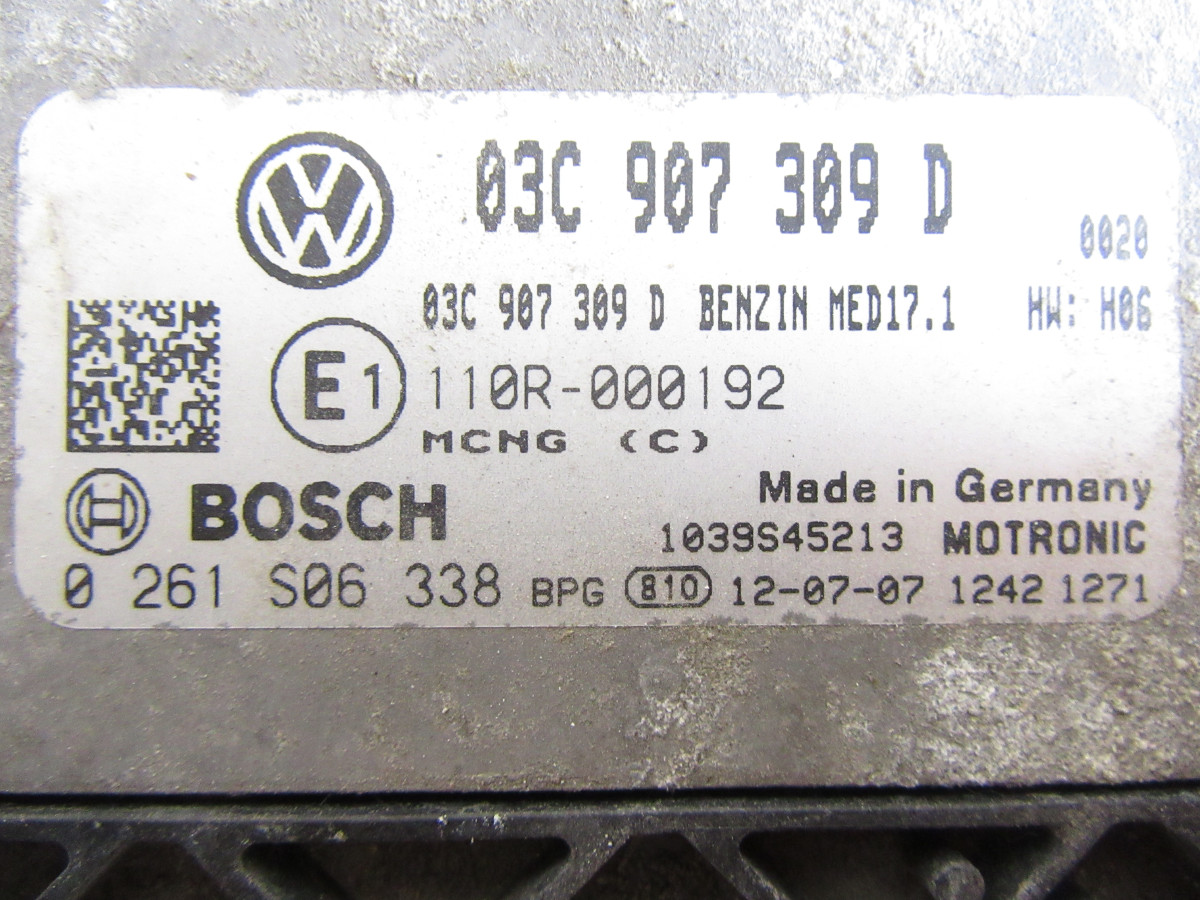 03C 907 309 D
0020
03C 907 309 D BENZIN MED17.1 HW: H06
E1 110R-000192
MCNG (C)
BOSCH
Made in Germany
1039S45213 MOTRONIC
0 261 S06 338 BPG 810 12-07-07 1242 1271